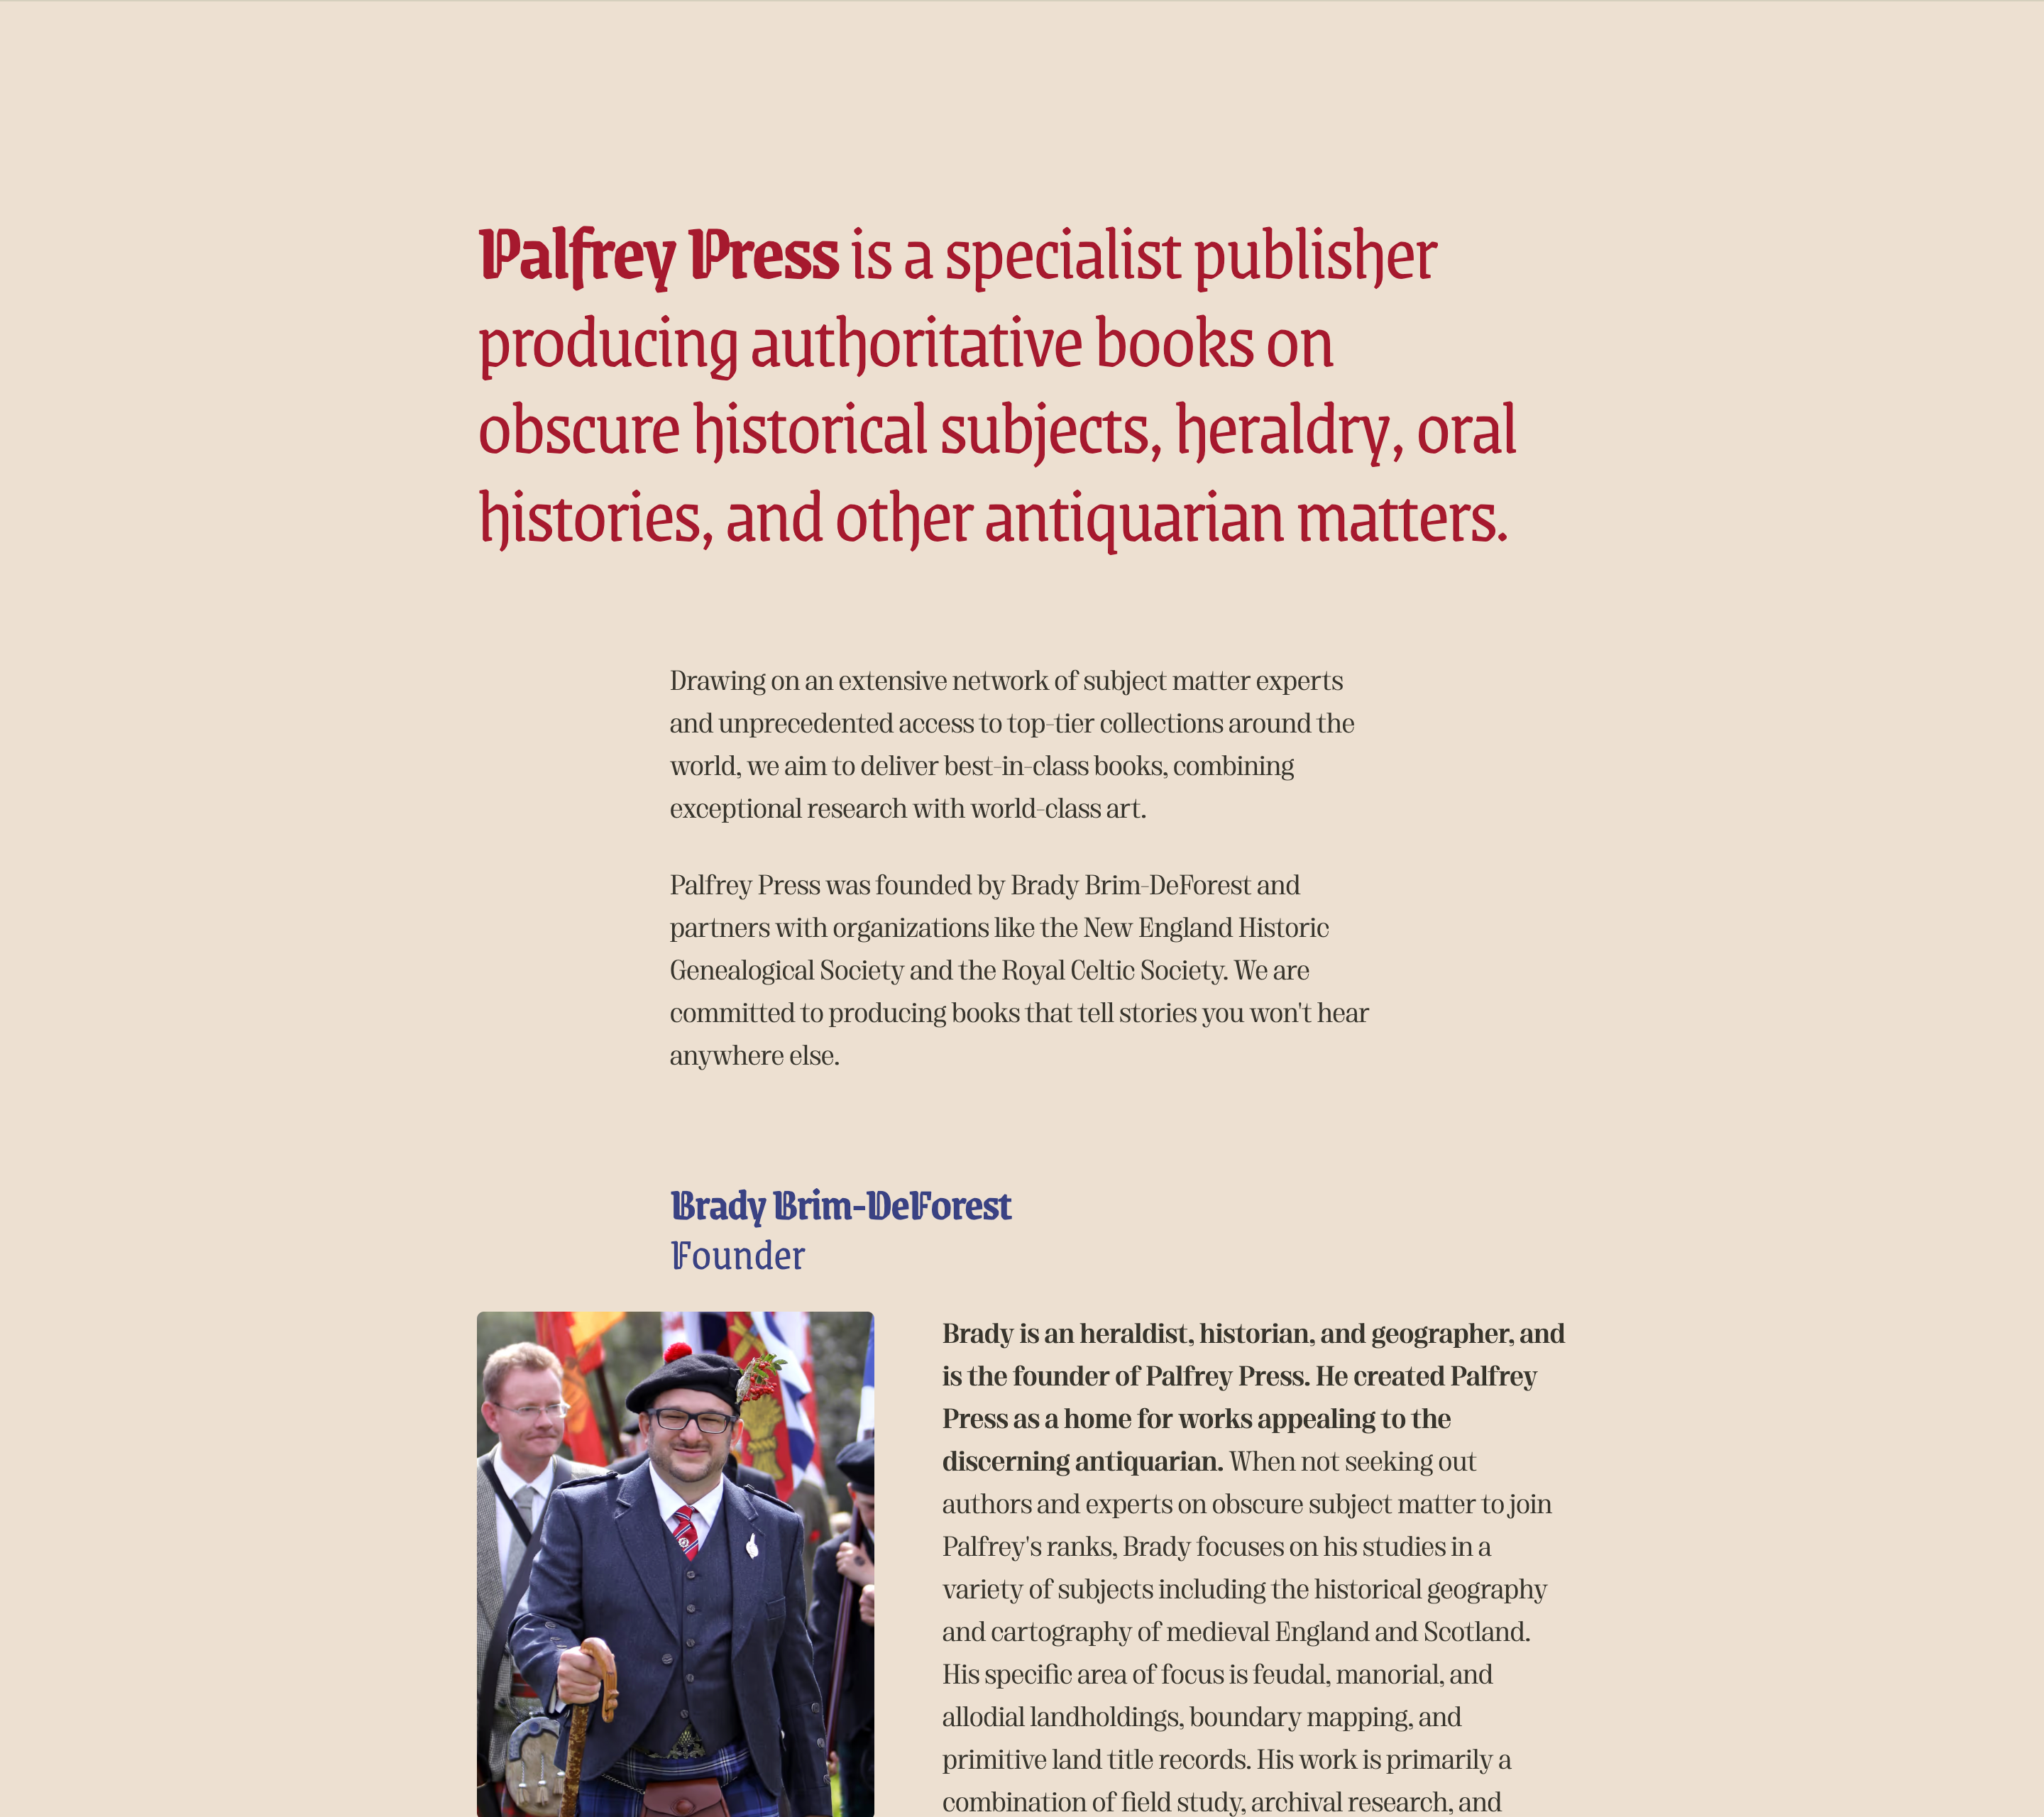 Palfrey Press is a specialist publisher
producing authoritative books on
obscure historical subjects, heraldry, oral
histories, and other antiquarian matters.
Drawing on an extensive network of subject matter experts
and unprecedented access to top-tier collections around the
world, we aim to deliver best-in-class books, combining
exceptional research with world-class art.
Palfrey Press was founded by Brady Brim-DeForest and
partners with organizations like the New England Historic
Genealogical Society and the Royal Celtic Society. We are
committed to producing books that tell stories you won't hear
anywhere else.
Brady Brim-DeForest
Founder
Brady is an heraldist, historian, and geographer, and
is the founder of Palfrey Press. He created Palfrey
Press as a home for works appealing to the
discerning antiquarian. When not seeking out
authors and experts on obscure subject matter to join
Palfrey's ranks, Brady focuses on his studies in a
variety of subjects including the historical geography
and cartography of medieval England and Scotland.
His specific area of focus is feudal, manorial, and
allodial landholdings, boundary mapping, and
primitive land title records. His work is primarily a
combination of field study, archival research, and